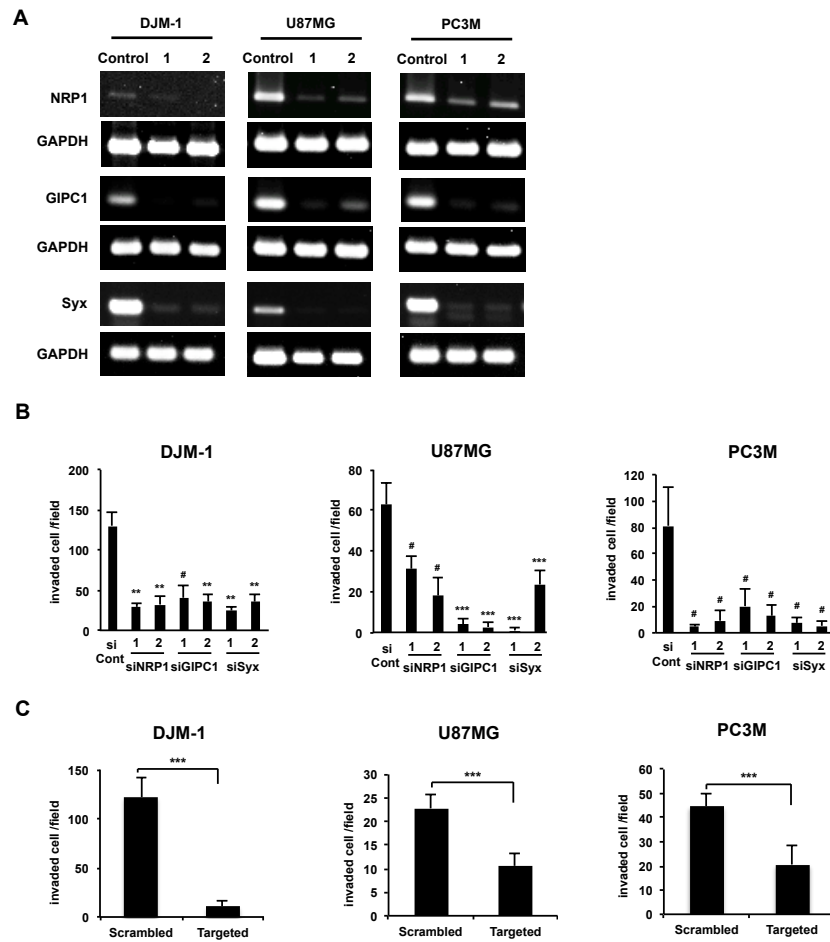 A
DJM-1 U87MG PC3M
Control 1 2 Control 1 2 Control 1 2
NRP1
GAPDH
GIPC1
GAPDH
Syx
GAPDH
B
DJM-1
invaded cell /field
200
150
100
50
0
** ** # ** ** **
si Cont 1 2 1 2 1 2
siNRP1 siGIPC1 siSyx
U87MG
invaded cell /field
80
60
40
20
0
# # *** *** *** ***
si Cont 1 2 1 2 1 2
siNRP1 siGIPC1 siSyx
PC3M
invaded cell /field
120
100
80
60
40
20
0
# # # # # #
si Cont 1 2 1 2 1 2
siNRP1 siGIPC1 siSyx
C
DJM-1
invaded cell /field
150
100
50
0
***
Scrambled Targeted
U87MG
invaded cell /field
30
25
20
15
10
5
0
***
Scrambled Targeted
PC3M
invaded cell /field
60
50
40
30
20
10
0
***
Scrambled Targeted